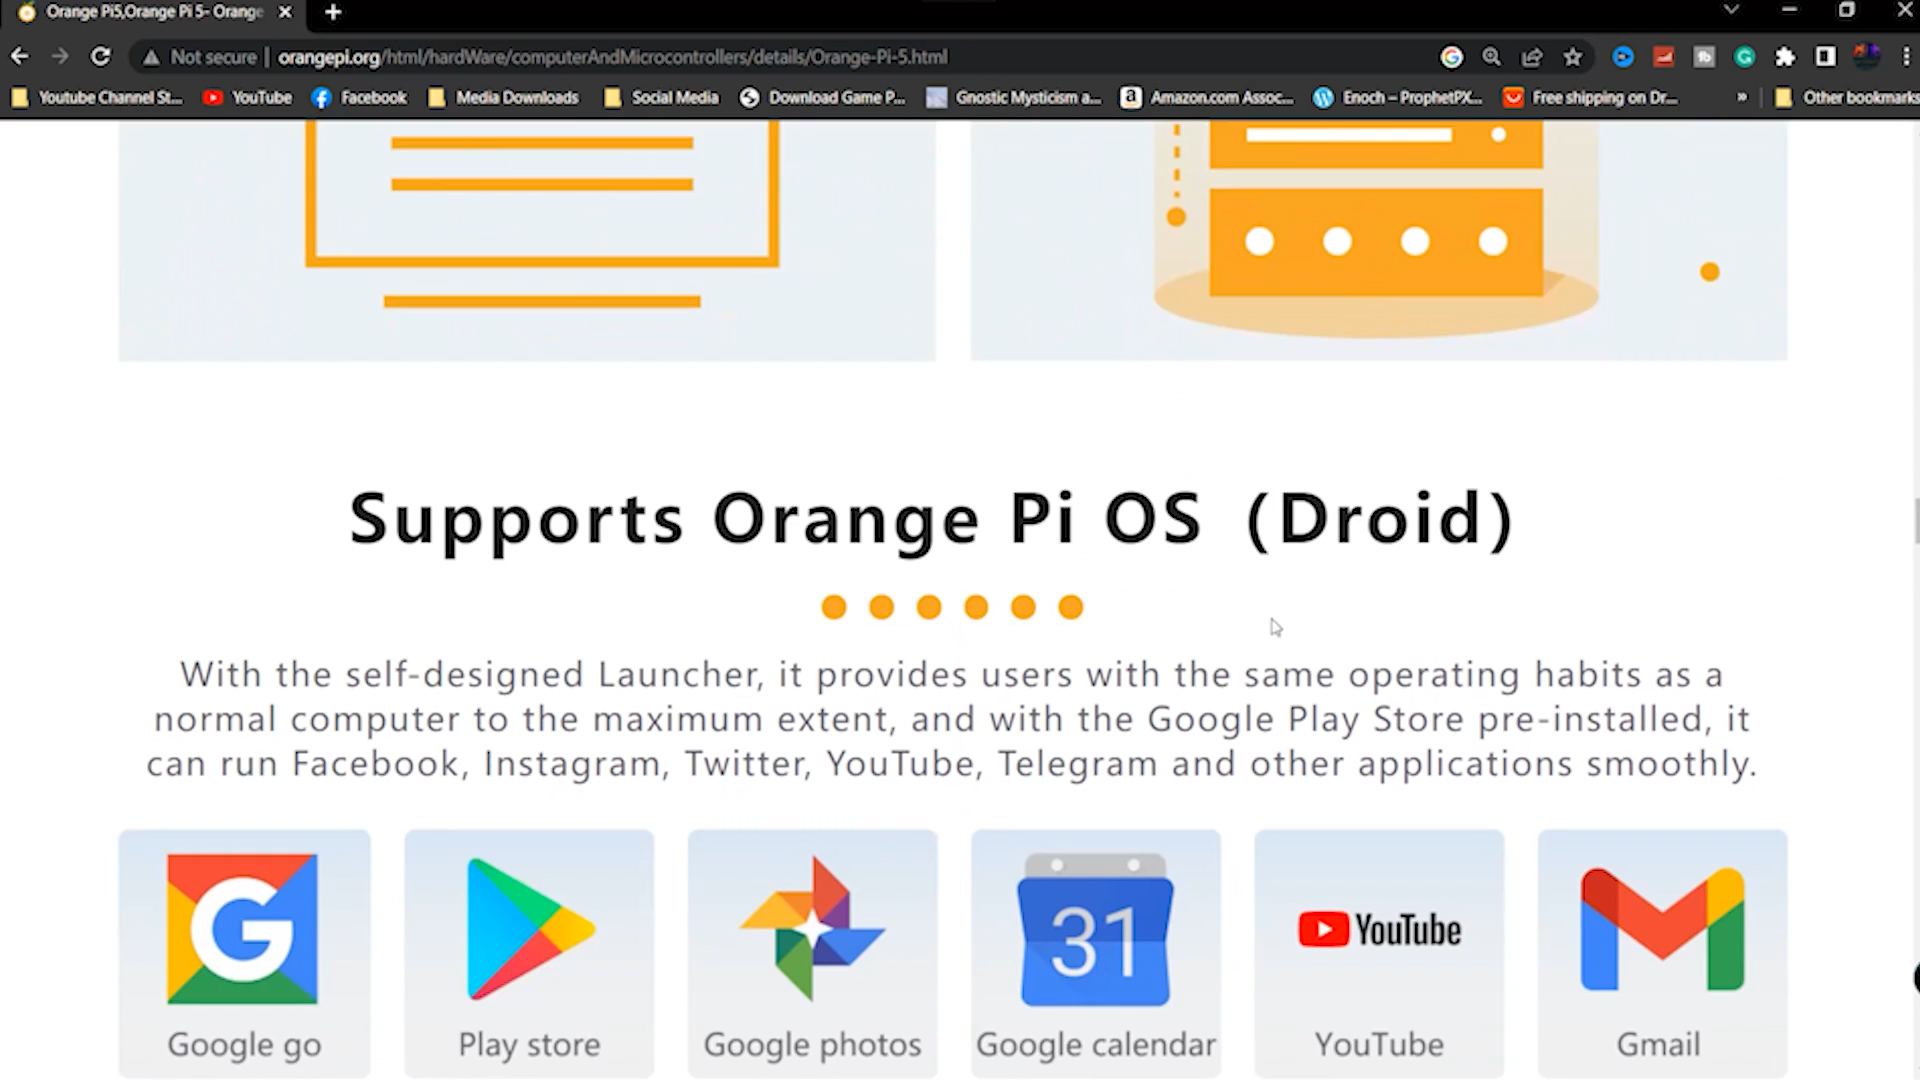 Orange Pi5,Orange Pi 5- Orange
Not secure | orangepi.org/html/hardWare/computerAndMicrocontrollers/details/Orange-Pi-5.html
Youtube Channel St... YouTube Facebook Media Downloads Social Media Download Game P... Gnostic Mysticism a... Amazon.com Assoc... Enoch – ProphetPX... Free shipping on Dr... » Other bookmarks
Supports Orange Pi OS (Droid)
With the self-designed Launcher, it provides users with the same operating habits as a
normal computer to the maximum extent, and with the Google Play Store pre-installed, it
can run Facebook, Instagram, Twitter, YouTube, Telegram and other applications smoothly.
31
YouTube
Google go Play store Google photos Google calendar YouTube Gmail